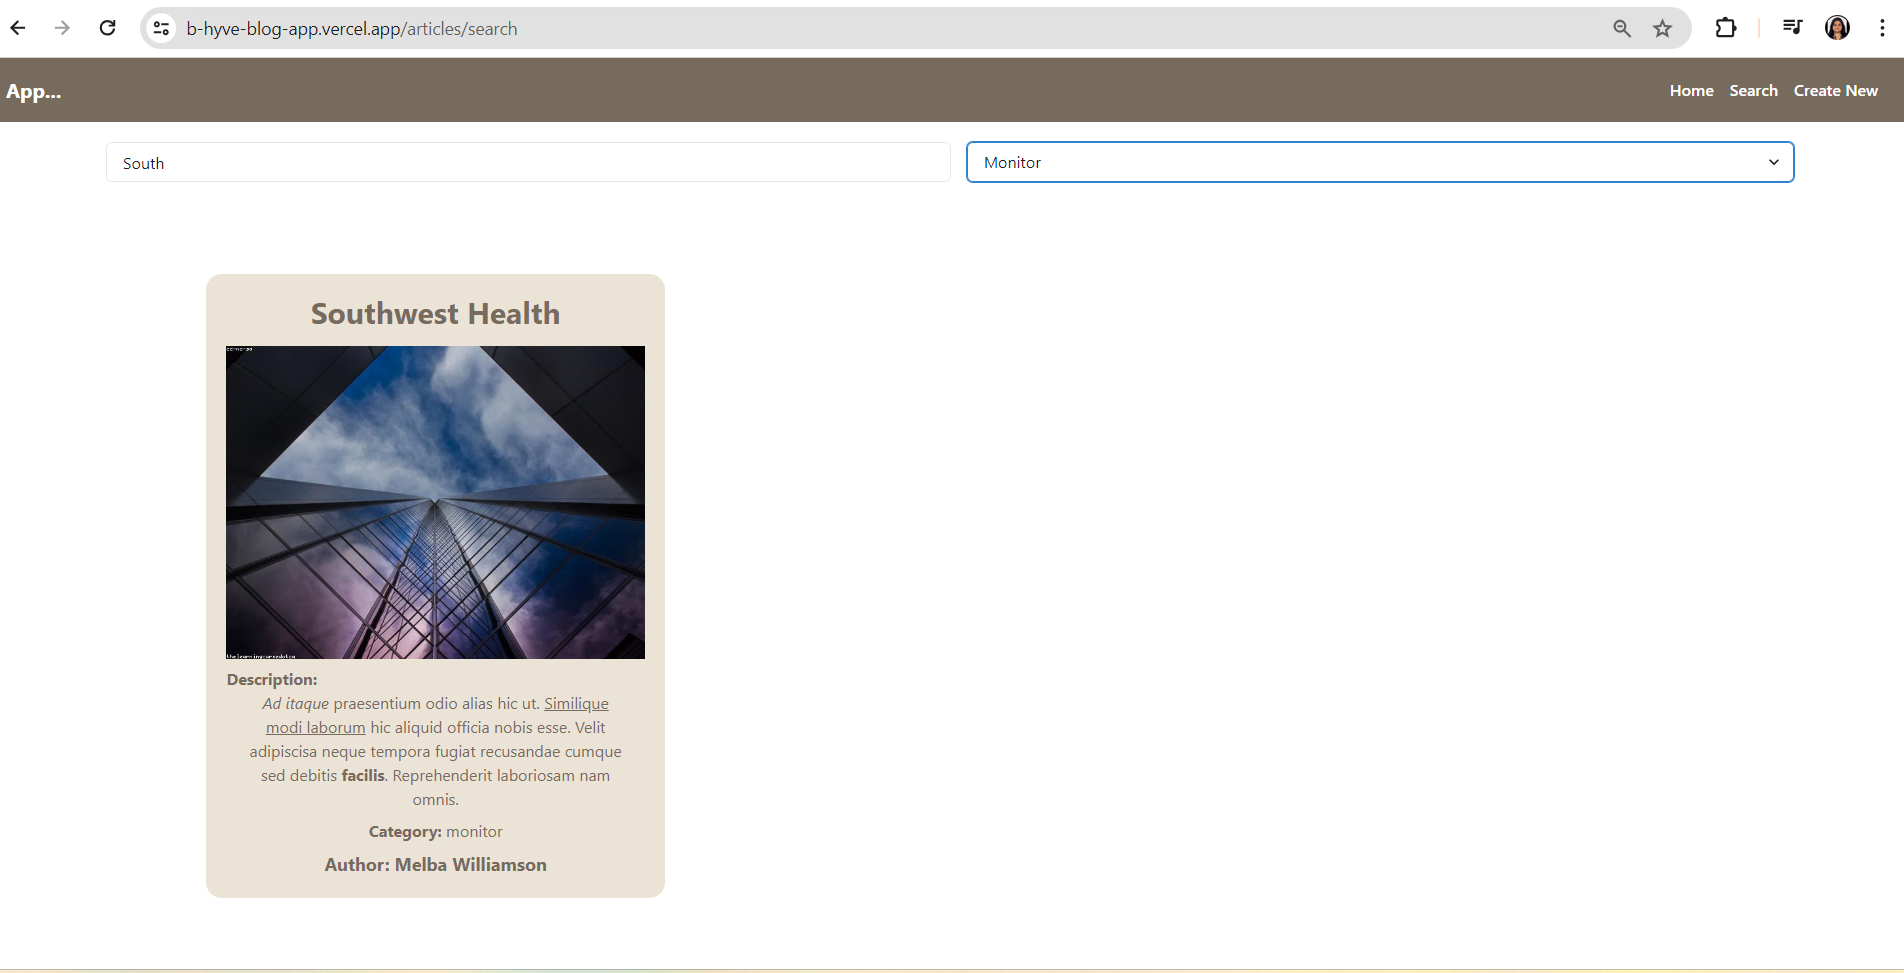 b-hyve-blog-app.vercel.app/articles/search
App...
Home Search Create New
South
Monitor
Southwest Health
Description:
Ad itaque praesentium odio alias hic ut. Similique
modi laborum hic aliquid officia nobis esse. Velit
adipiscisa neque tempora fugiat recusandae cumque
sed debitis facilis. Reprehenderit laboriosam nam
omnis.
Category: monitor
Author: Melba Williamson